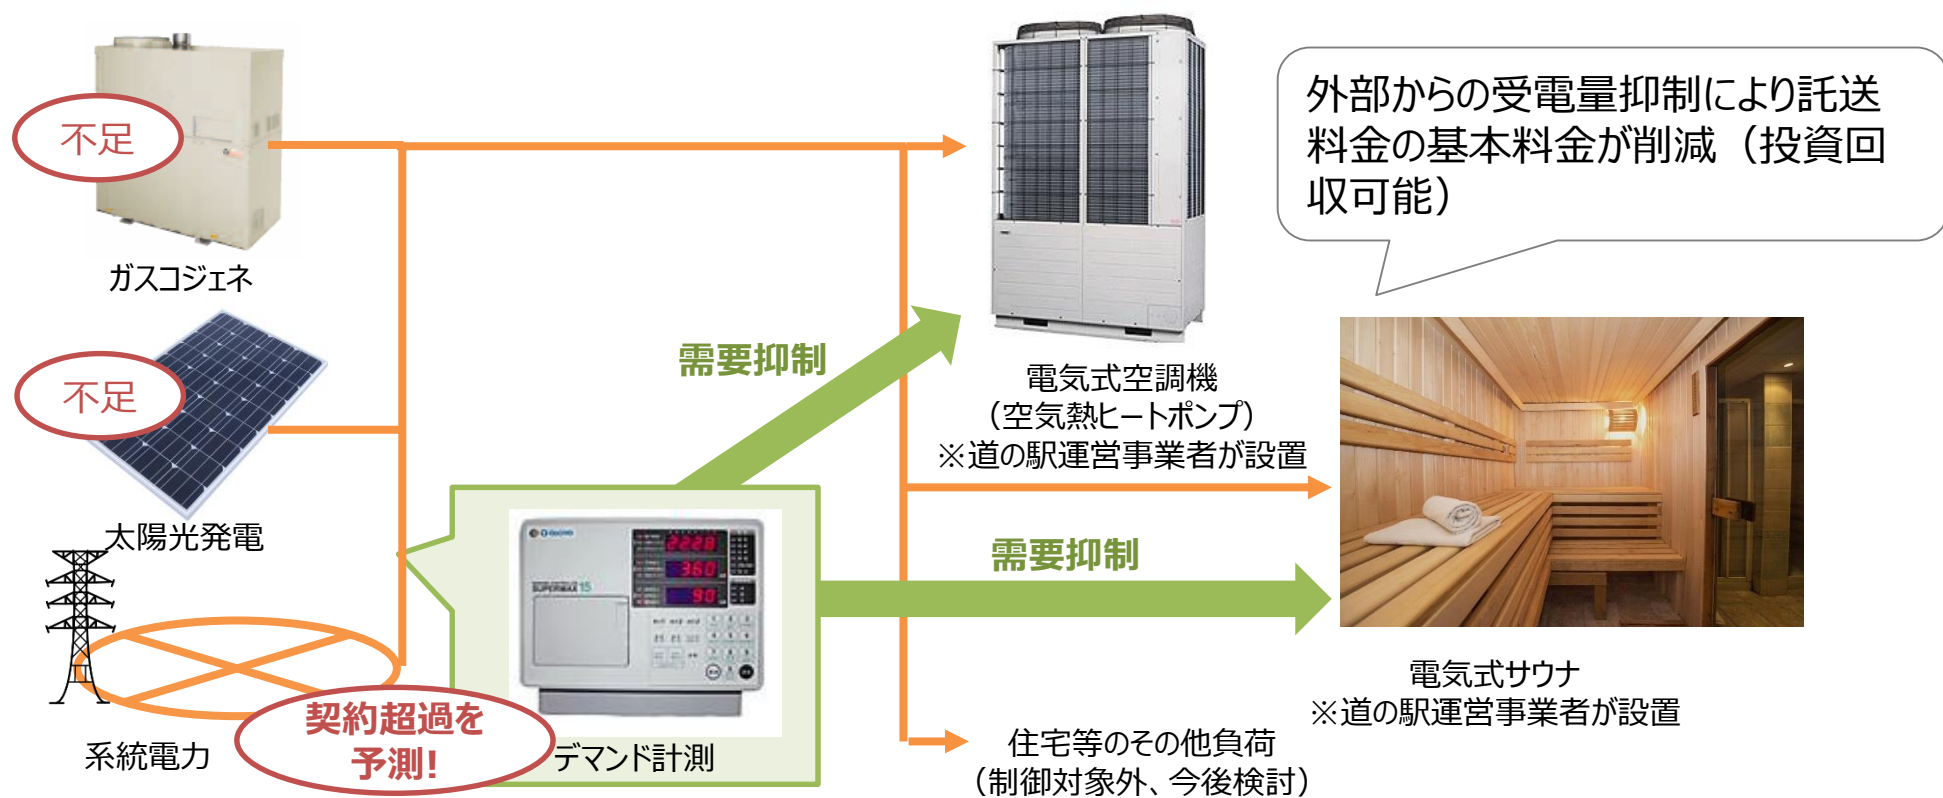 不足
ガスコジェネ
不足
太陽光発電
系統電力
契約超過を
予測!
SUPERMAX 15
2228
360
90
デマンド計測
需要抑制
需要抑制
電気式空調機
（空気熱ヒートポンプ）
※道の駅運営事業者が設置
外部からの受電量抑制により託送
料金の基本料金が削減（投資回
収可能）
電気式サウナ
※道の駅運営事業者が設置
住宅等のその他負荷
（制御対象外、今後検討）